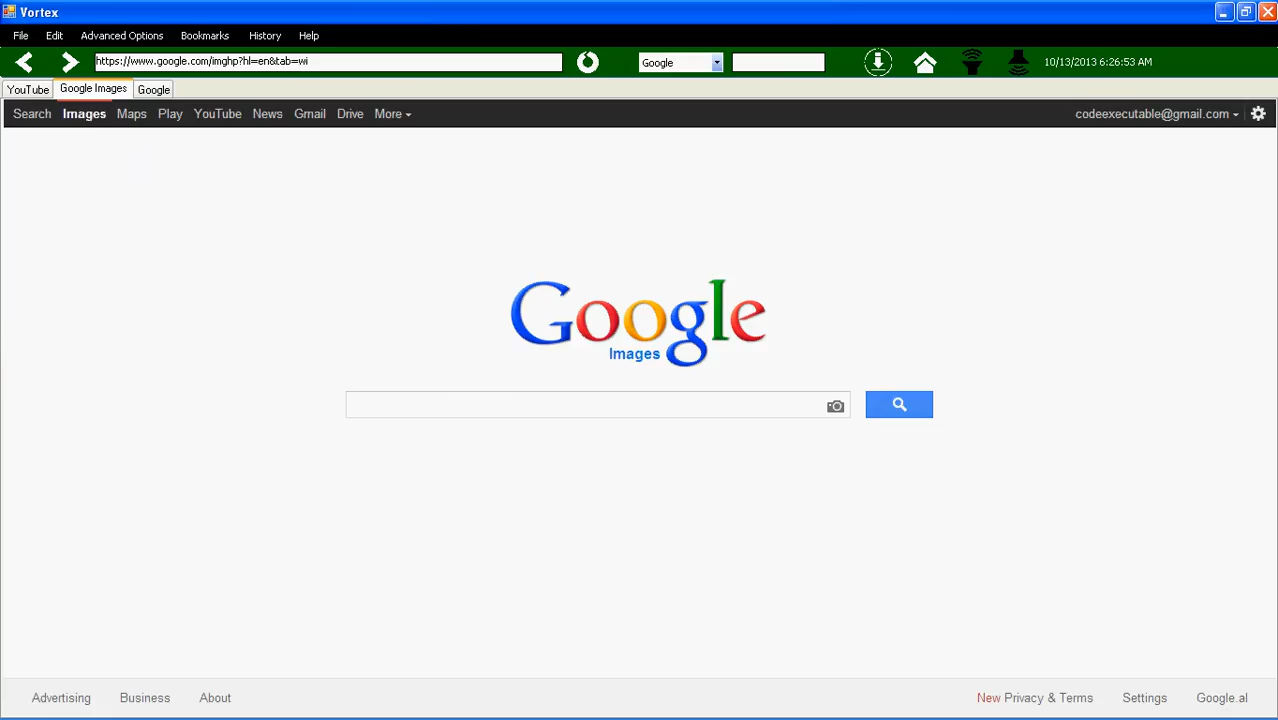 Vortex
File Edit Advanced Options Bookmarks History Help
https://www.google.com/imghp?hl=en&tab=wi Google 10/13/2013 6:26:53 AM
YouTube Google Images Google
Search Images Maps Play YouTube News Gmail Drive More codeexecutable@gmail.com
Google
Images
Advertising Business About New Privacy & Terms Settings Google.al